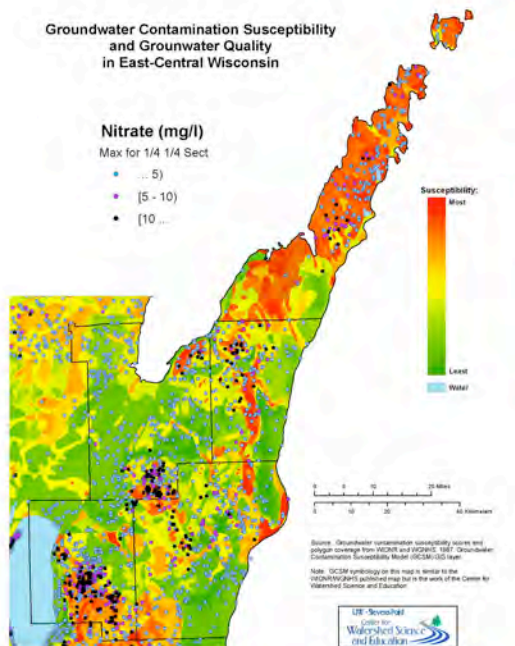 Groundwater Contamination Susceptibility
and Grounwater Quality
in East-Central Wisconsin
Nitrate (mg/l)
Max for 1/4 1/4 Sect
... 5)
[5 - 10)
[10 ...
Susceptibility:
Most
Least
Water
0 5 10 20 Miles
0 10 20 40 Kilometers
Source: Groundwater contamination susceptibility scores and
polygon coverage from WIDNR and WGNHS, 1987. Groundwater
Contamination Susceptibility Model (GCSM) GIS layer.
Note: GCSM symbology on this map is similar to the
WIDNR/WGNHS published map but is the work of the Center for
Watershed Science and Education.
UW - Stevens Point
Center for
Watershed Science
and Education